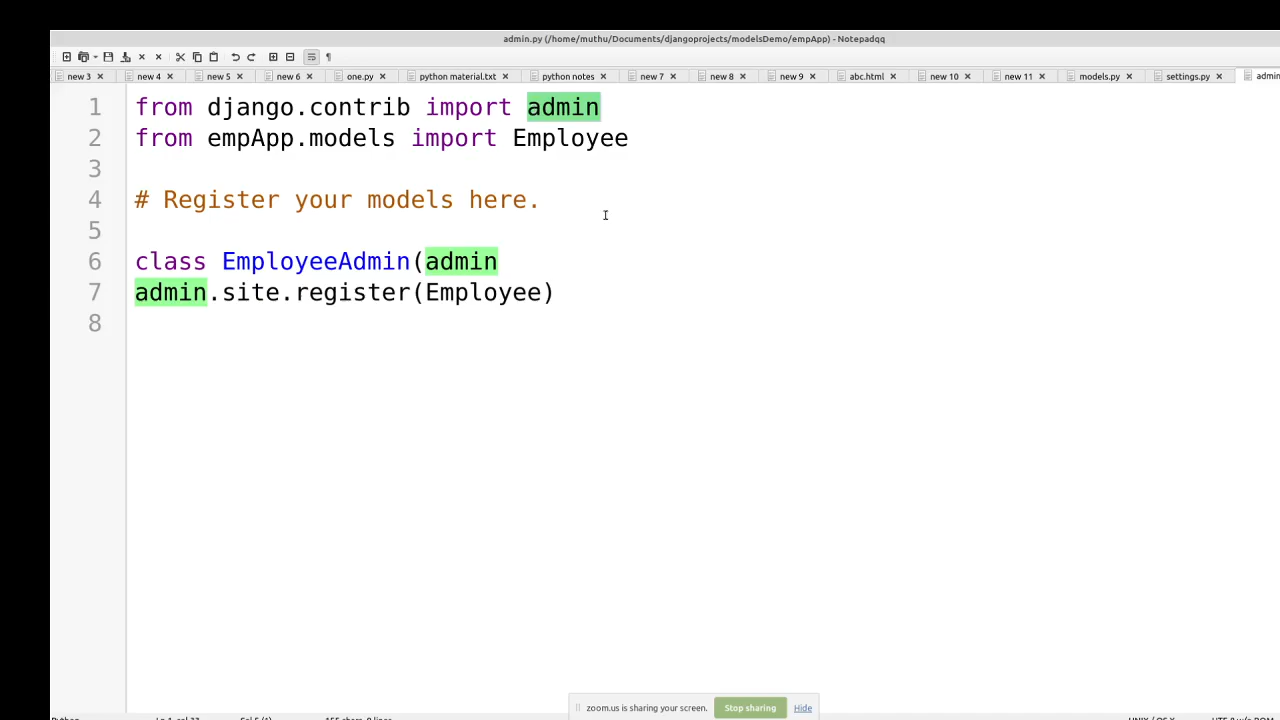 admin.py (/home/muthu/Documents/djangoprojects/modelsDemo/empApp) - Notepadqq
new 3 new 4 new 5 new 6 one.py python material.txt python notes new 7 new 8 new 9 abc.html new 10 new 11 models.py settings.py admin
1 from django.contrib import admin
2 from empApp.models import Employee
3
4 # Register your models here.
5
6 class EmployeeAdmin(admin
7 admin.site.register(Employee)
8
zoom.us is sharing your screen. Stop sharing Hide